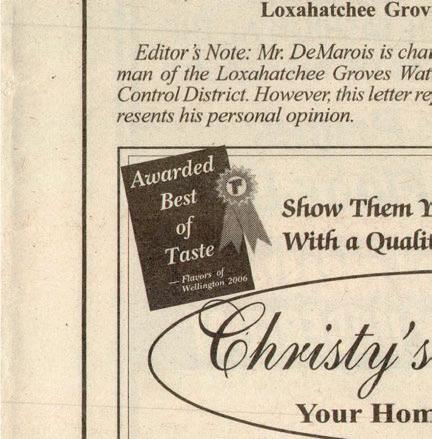 Loxahatchee Grov
Editor's Note: Mr. DeMarois is chai
man of the Loxahatchee Groves Wat
Control District. However, this letter rep
resents his personal opinion.
Awarded
Best
of
Taste
— Flavors of
Wellington 2006
T
Show Them Y
With a Qualit
Christy's
Your Hom